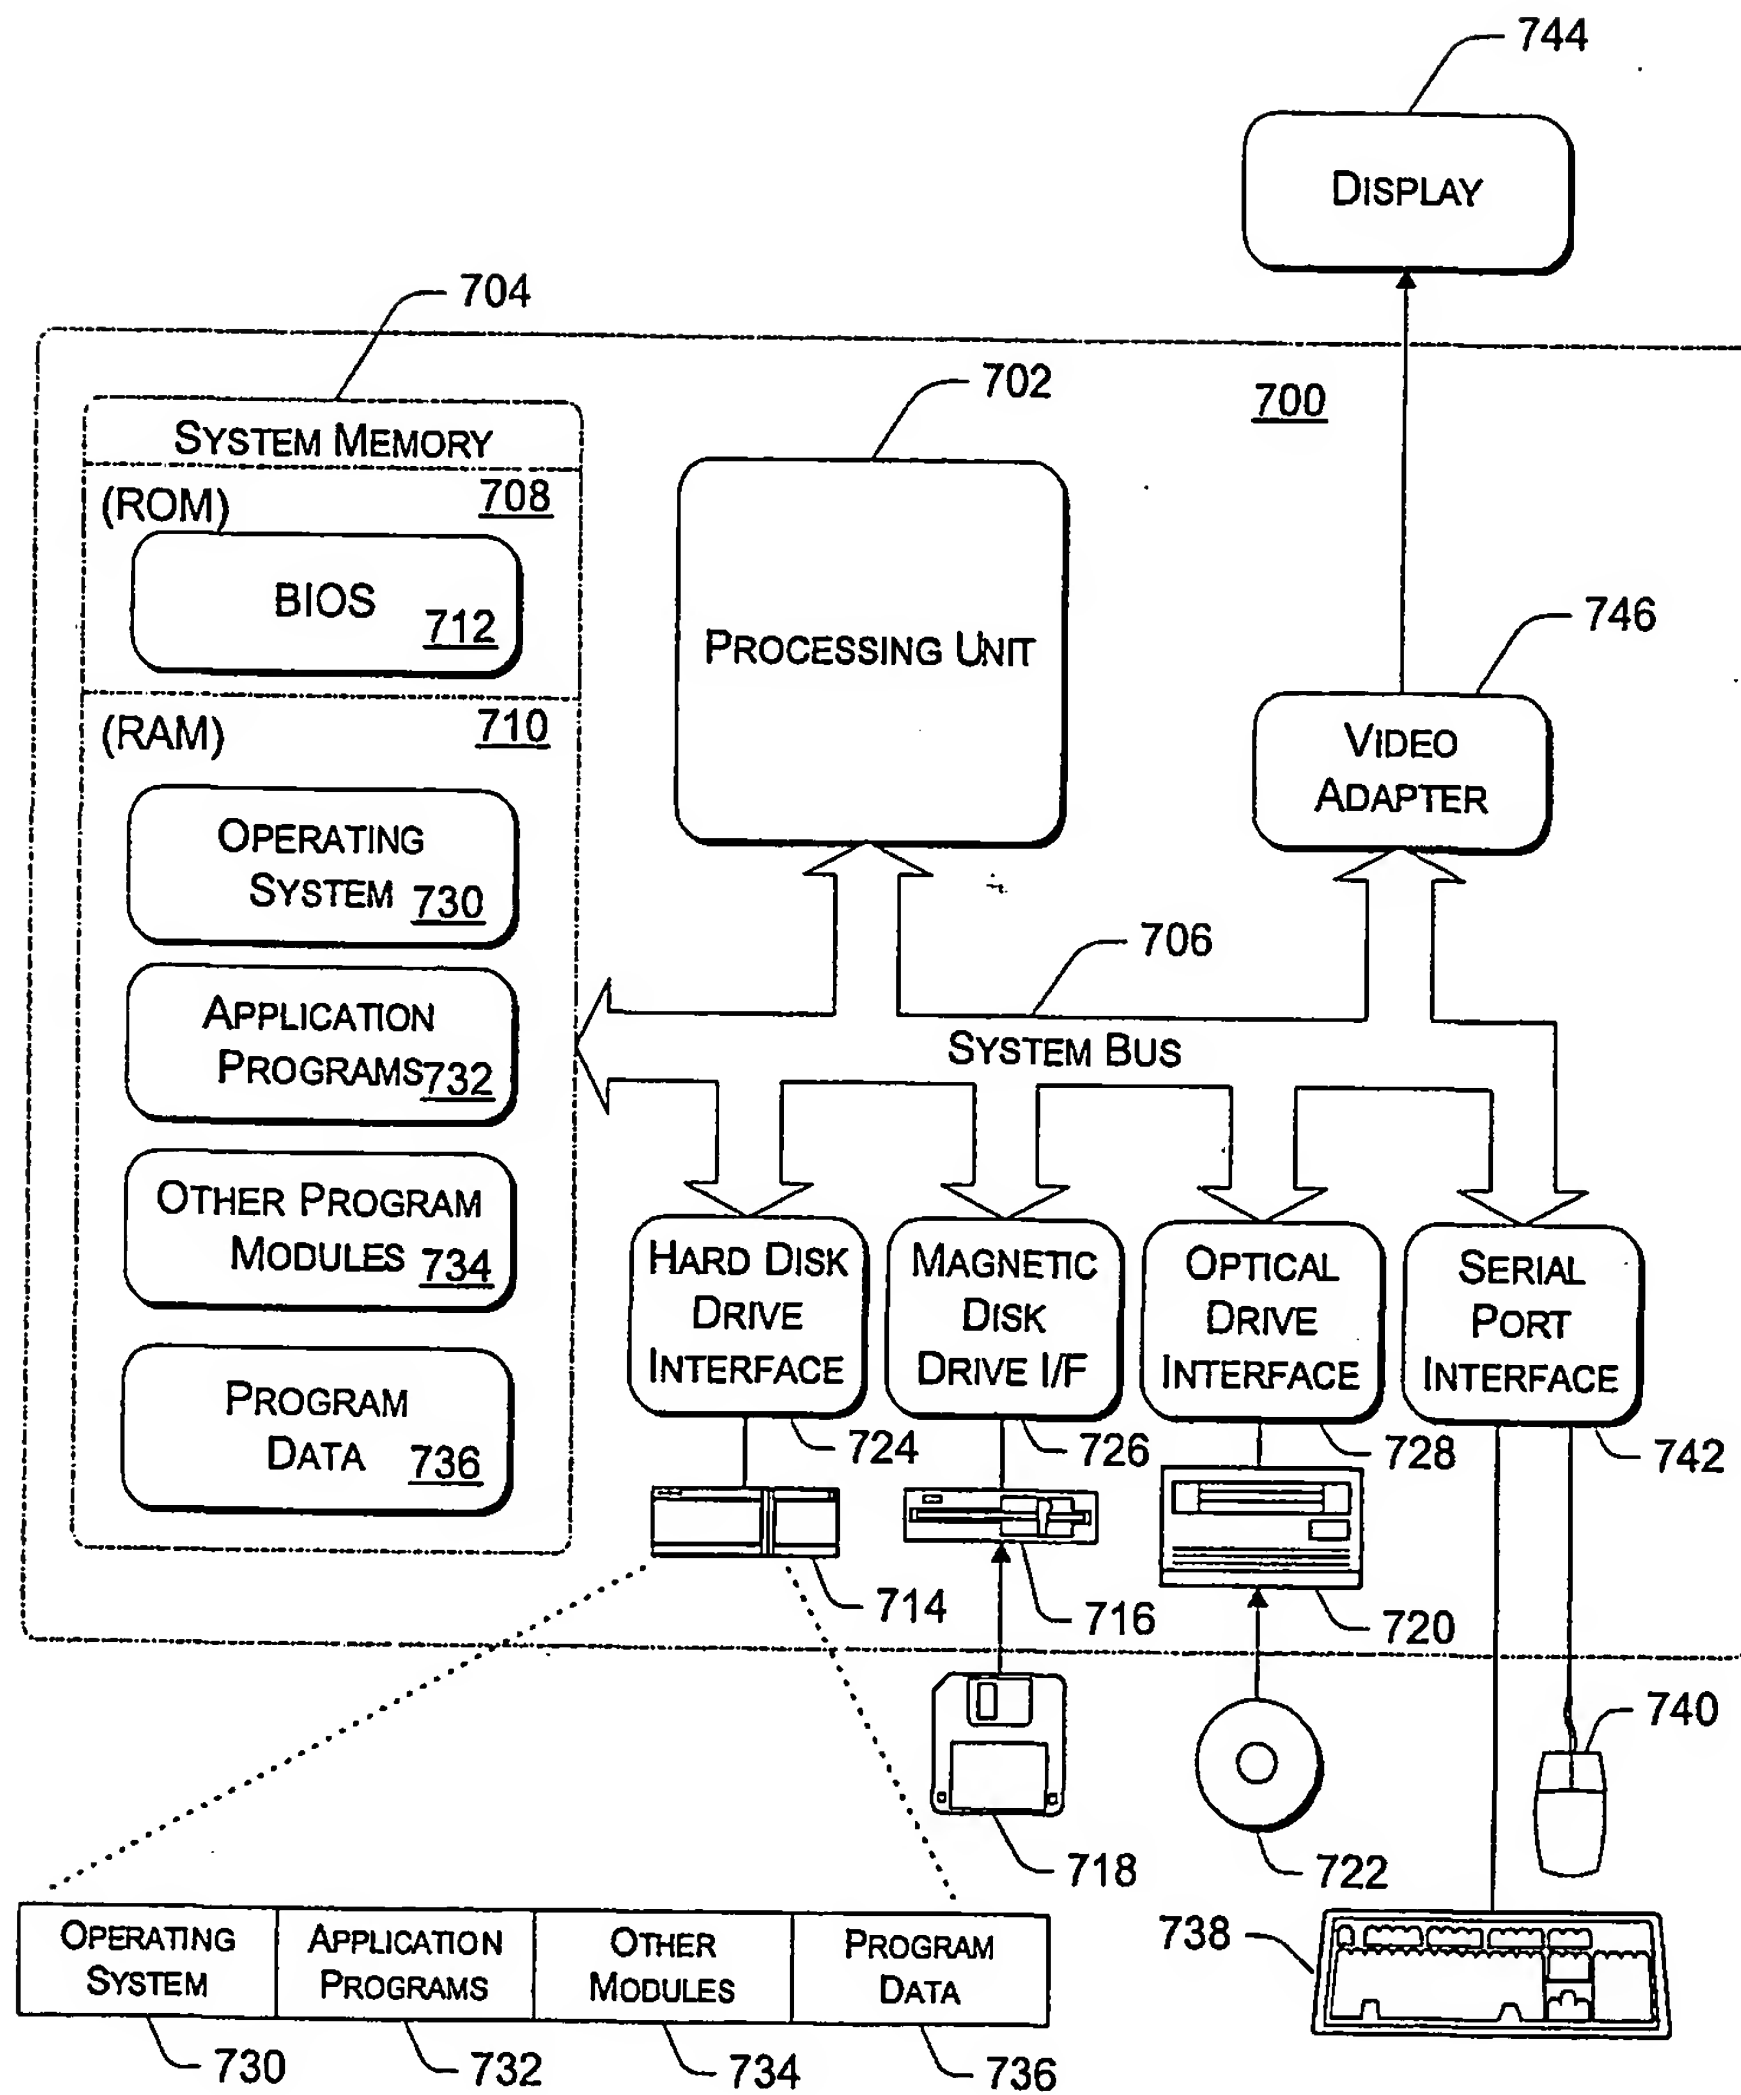 744
DISPLAY
704
702
700
SYSTEM MEMORY
(ROM) 708
BIOS
712
PROCESSING UNIT
746
VIDEO
ADAPTER
(RAM) 710
OPERATING
SYSTEM 730
APPLICATION
PROGRAMS 732
OTHER PROGRAM
MODULES 734
PROGRAM
DATA 736
706
SYSTEM BUS
HARD DISK
DRIVE
INTERFACE
MAGNETIC
DISK
DRIVE I/F
OPTICAL
DRIVE
INTERFACE
SERIAL
PORT
INTERFACE
724
726
728
742
714
716
720
740
718
722
738
OPERATING
SYSTEM
APPLICATION
PROGRAMS
OTHER
MODULES
PROGRAM
DATA
730
732
734
736